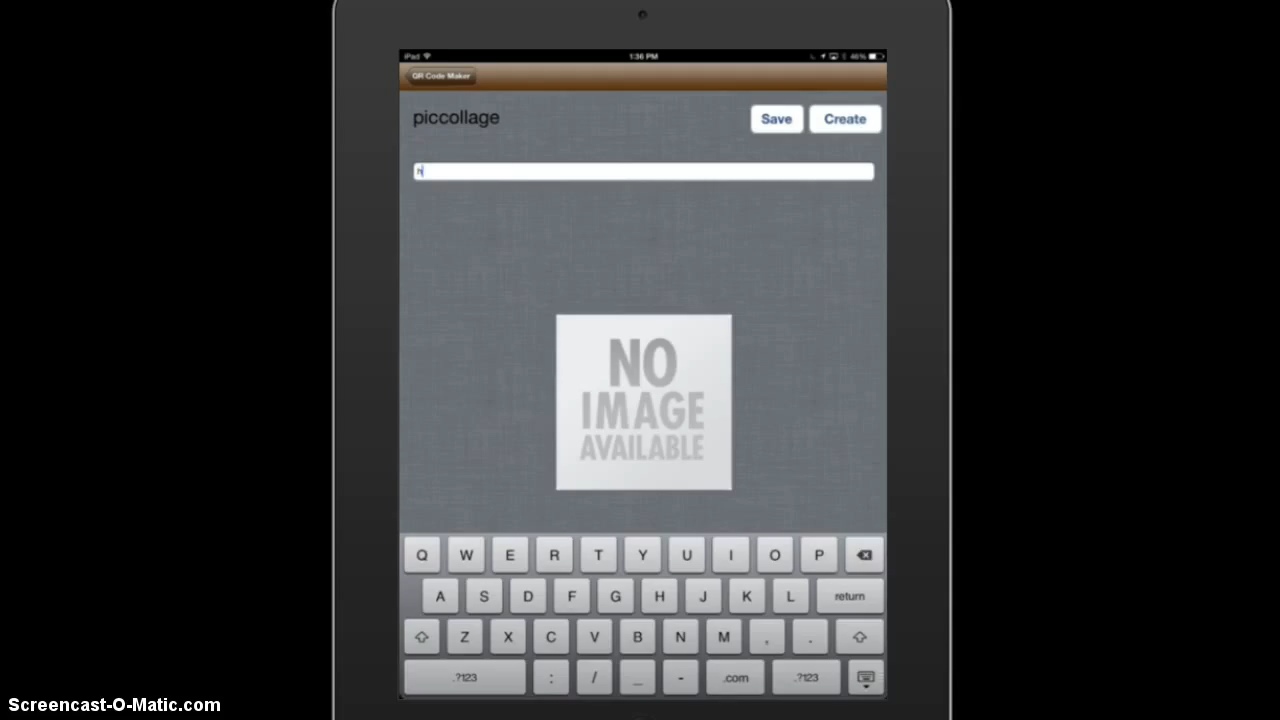 iPad 1:36 PM 46%
QR Code Maker
piccollage Save Create
h
NO
IMAGE
AVAILABLE
Q W E R T Y U I O P
A S D F G H J K L return
Z X C V B N M , .
.?123 : / _ - .com .?123
Screencast-O-Matic.com